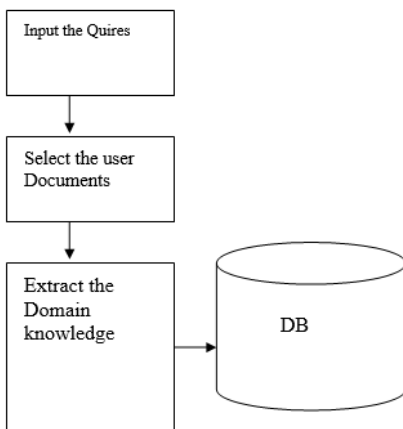 Input the Quires
Select the user
Documents
Extract the
Domain
knowledge
DB